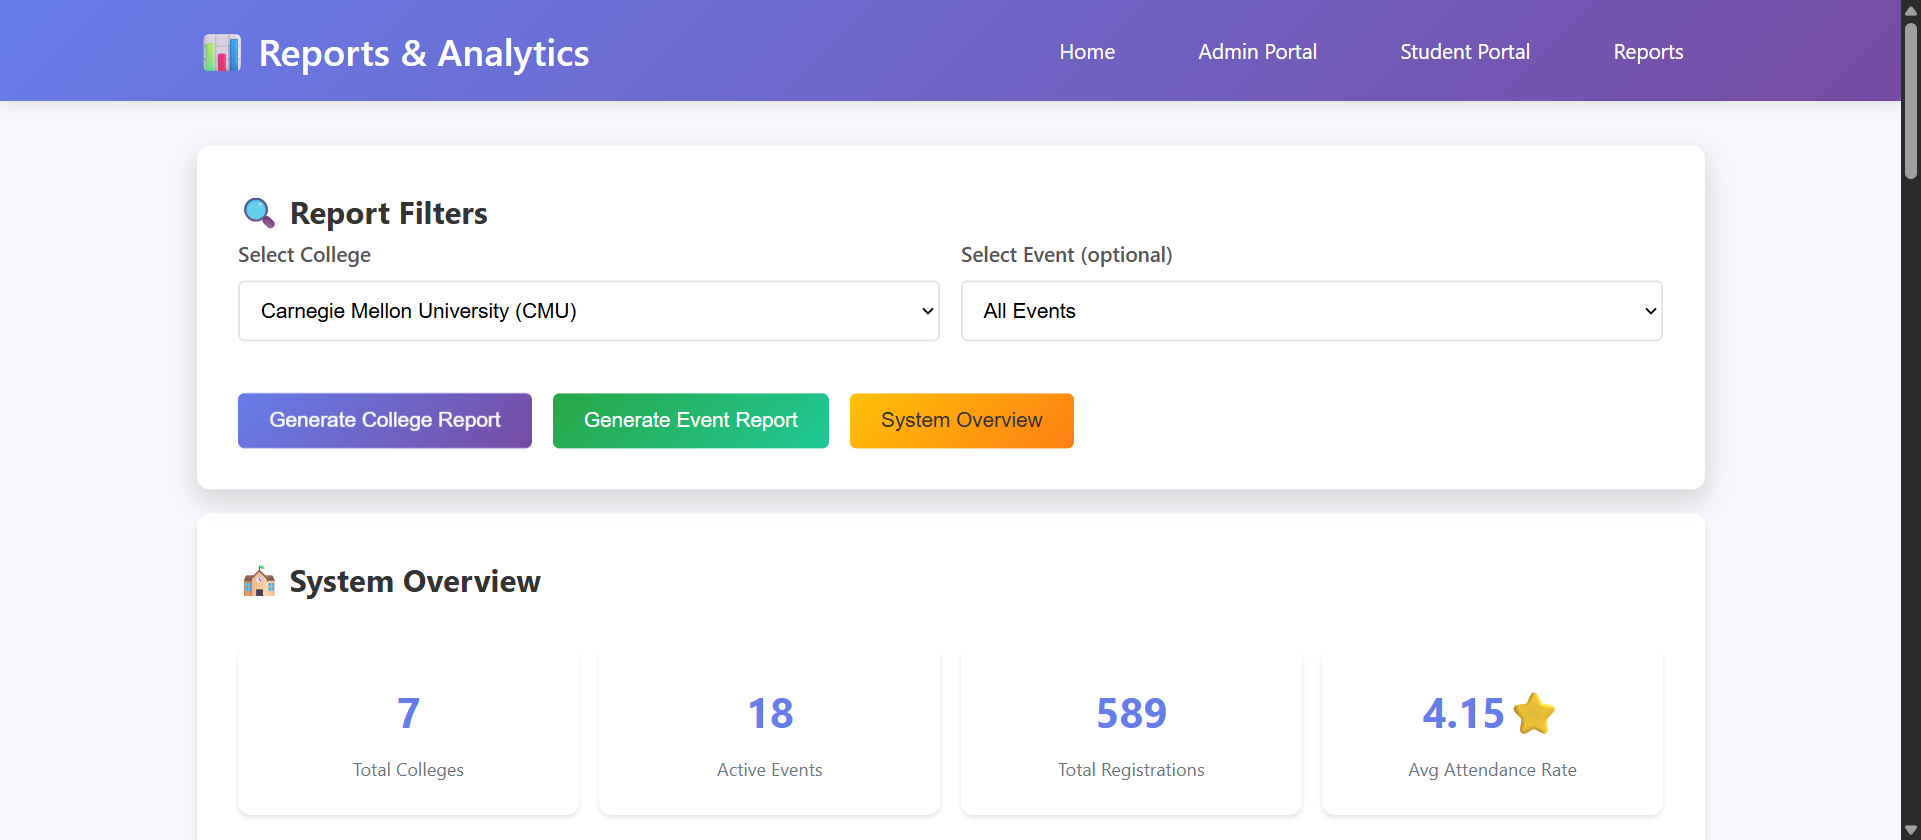 Reports & Analytics
Home
Admin Portal
Student Portal
Reports
Report Filters
Select College
Select Event (optional)
Carnegie Mellon University (CMU)
All Events
Generate College Report
Generate Event Report
System Overview
System Overview
7
Total Colleges
18
Active Events
589
Total Registrations
4.15⭐
Avg Attendance Rate